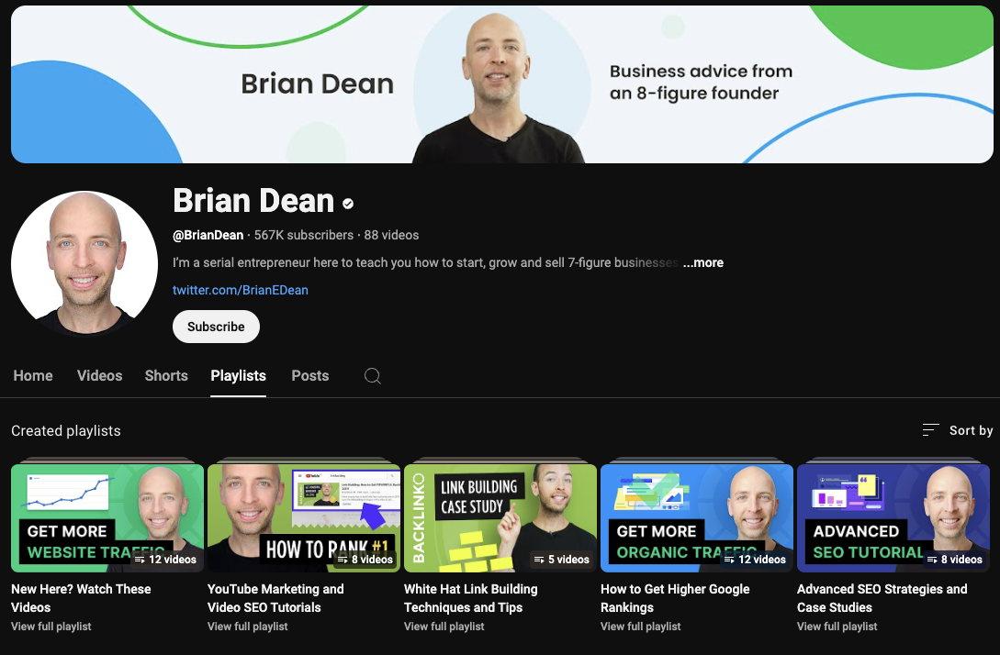 Brian Dean
Business advice from
an 8-figure founder
Brian Dean
@BrianDean · 567K subscribers · 88 videos
I'm a serial entrepreneur here to teach you how to start, grow and sell 7-figure businesses ...more
twitter.com/BrianEDean
Subscribe
Home Videos Shorts Playlists Posts
Created playlists
Sort by
GET MORE
WEBSITE TRAFFIC
12 videos
New Here? Watch These
Videos
View full playlist
YouTube
HOW TO RANK #1
8 videos
YouTube Marketing and
Video SEO Tutorials
View full playlist
BACKLINKO
LINK BUILDING
CASE STUDY
5 videos
White Hat Link Building
Techniques and Tips
View full playlist
GET MORE
ORGANIC TRAFFIC
12 videos
How to Get Higher Google
Rankings
View full playlist
ADVANCED
SEO TUTORIAL
8 videos
Advanced SEO Strategies and
Case Studies
View full playlist